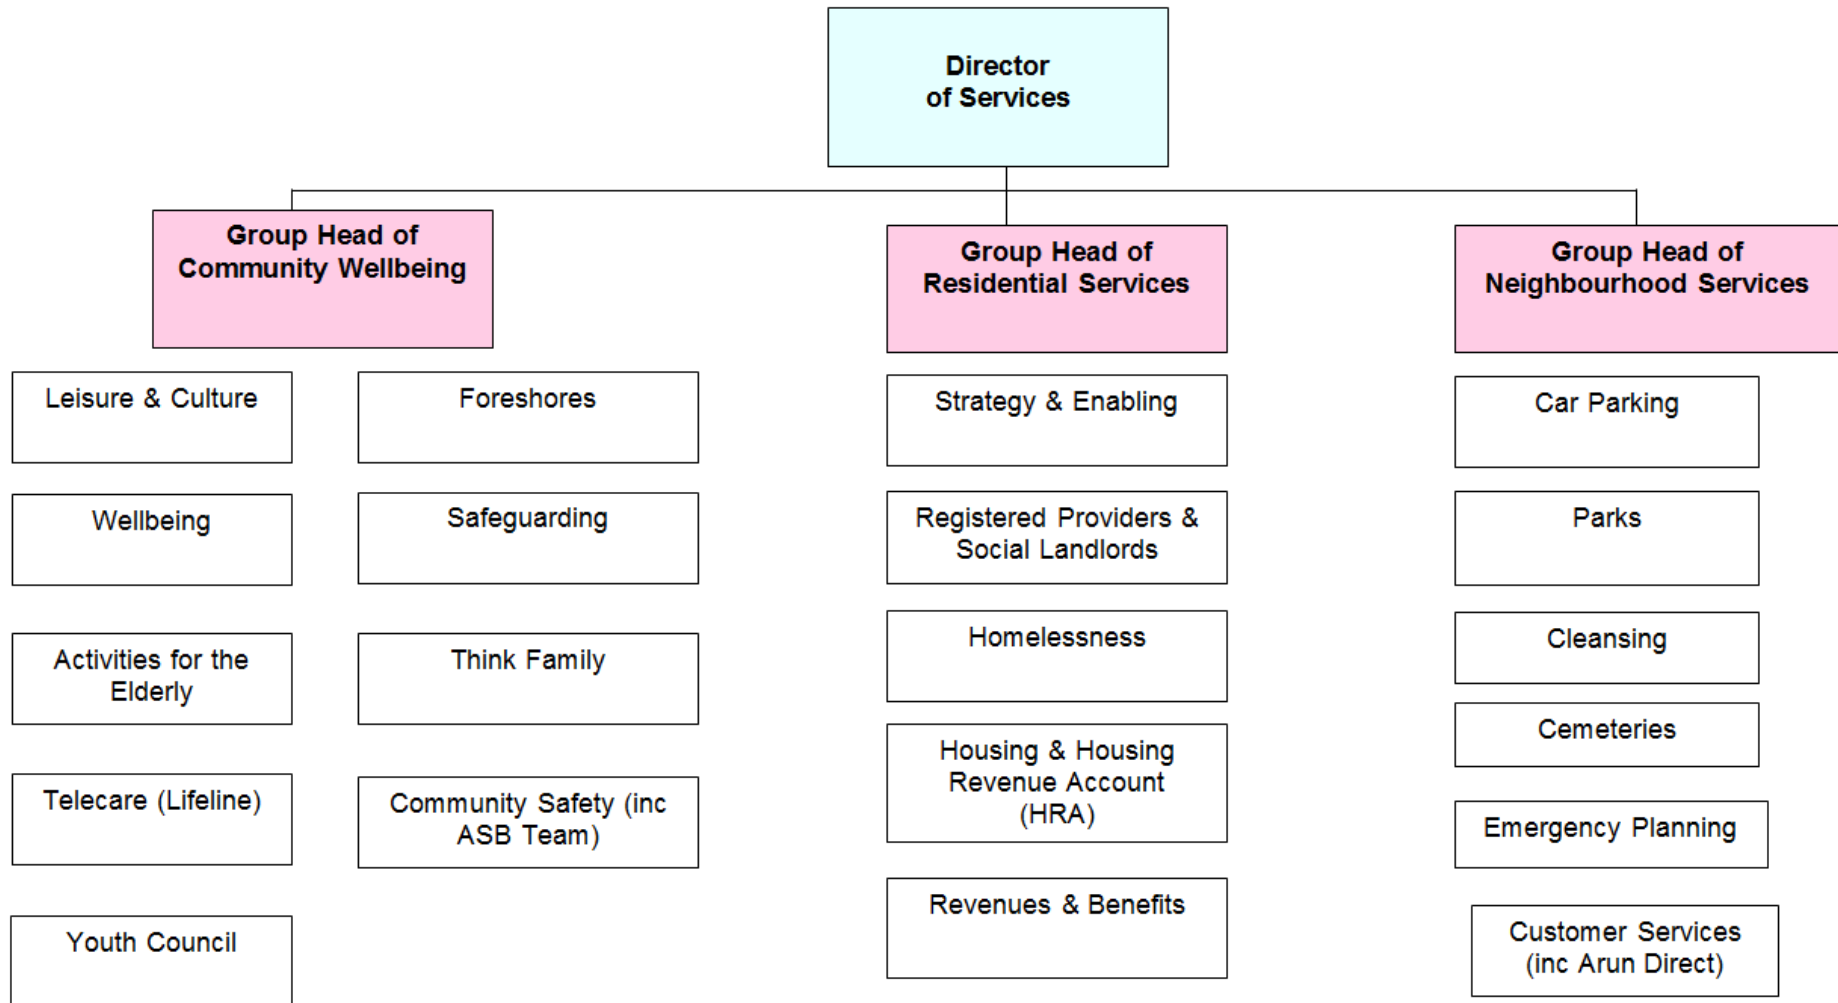 Director
of Services
Group Head of
Community Wellbeing
Group Head of
Residential Services
Group Head of
Neighbourhood Services
Leisure & Culture
Foreshores
Strategy & Enabling
Car Parking
Wellbeing
Safeguarding
Registered Providers &
Social Landlords
Parks
Activities for the
Elderly
Think Family
Homelessness
Cleansing
Cemeteries
Telecare (Lifeline)
Community Safety (inc
ASB Team)
Housing & Housing
Revenue Account
(HRA)
Emergency Planning
Youth Council
Revenues & Benefits
Customer Services
(inc Arun Direct)